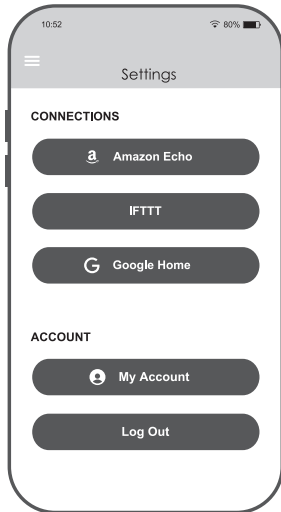 10:52 80%
Settings
CONNECTIONS
a Amazon Echo
IFTTT
G Google Home
ACCOUNT
My Account
Log Out